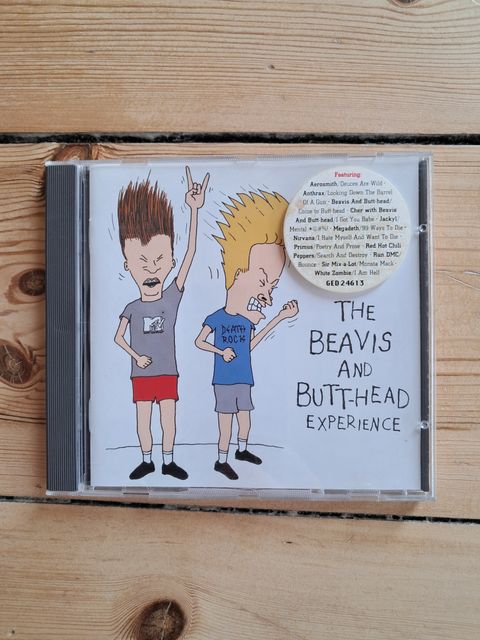 Featuring:
Aerosmith, Deuces Are Wild ·
Anthrax/Looking Down The Barrel
Of A Gun · Beavis And Butt-head/
Come to Butt-head · Cher with Beavis
And Butt-head/I Got You Babe · Jackyl/
Mental *@#%! · Megadeth/99 Ways To Die ·
Nirvana/I Hate Myself And Want To Die ·
Primus/Poetry And Prose · Red Hot Chili
Peppers/Search And Destroy · Run DMC/
Bounce · Sir Mix-a-Lot/Monsta Mack ·
White Zombie/I Am Hell
GED 24613
MTV
DEATH
ROCK
THE
BEAVIS
AND
BUTT-HEAD
EXPERIENCE